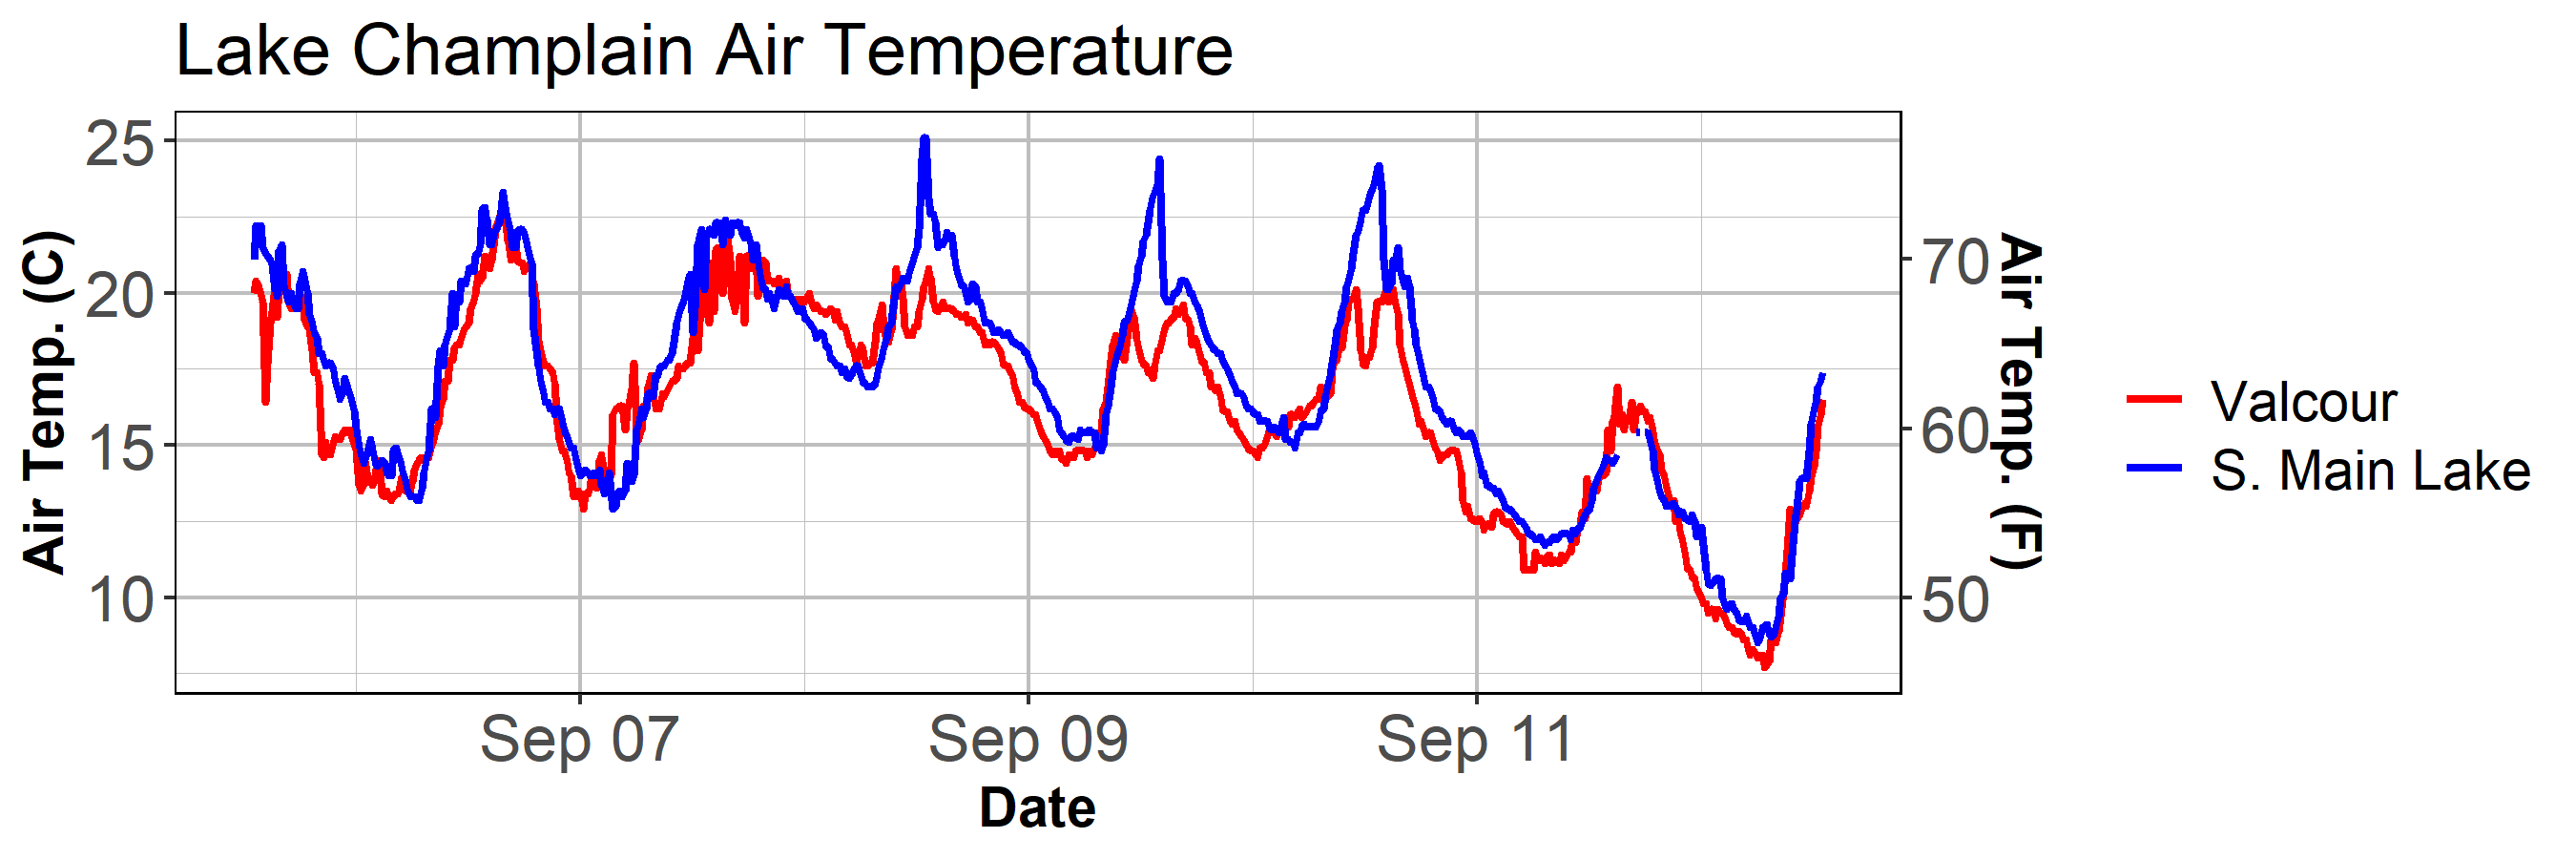 Lake Champlain Air Temperature
Air Temp. (C)
25
20
15
10
70
60
50
Air Temp. (F)
Sep 07
Sep 09
Sep 11
Date
Valcour
S. Main Lake